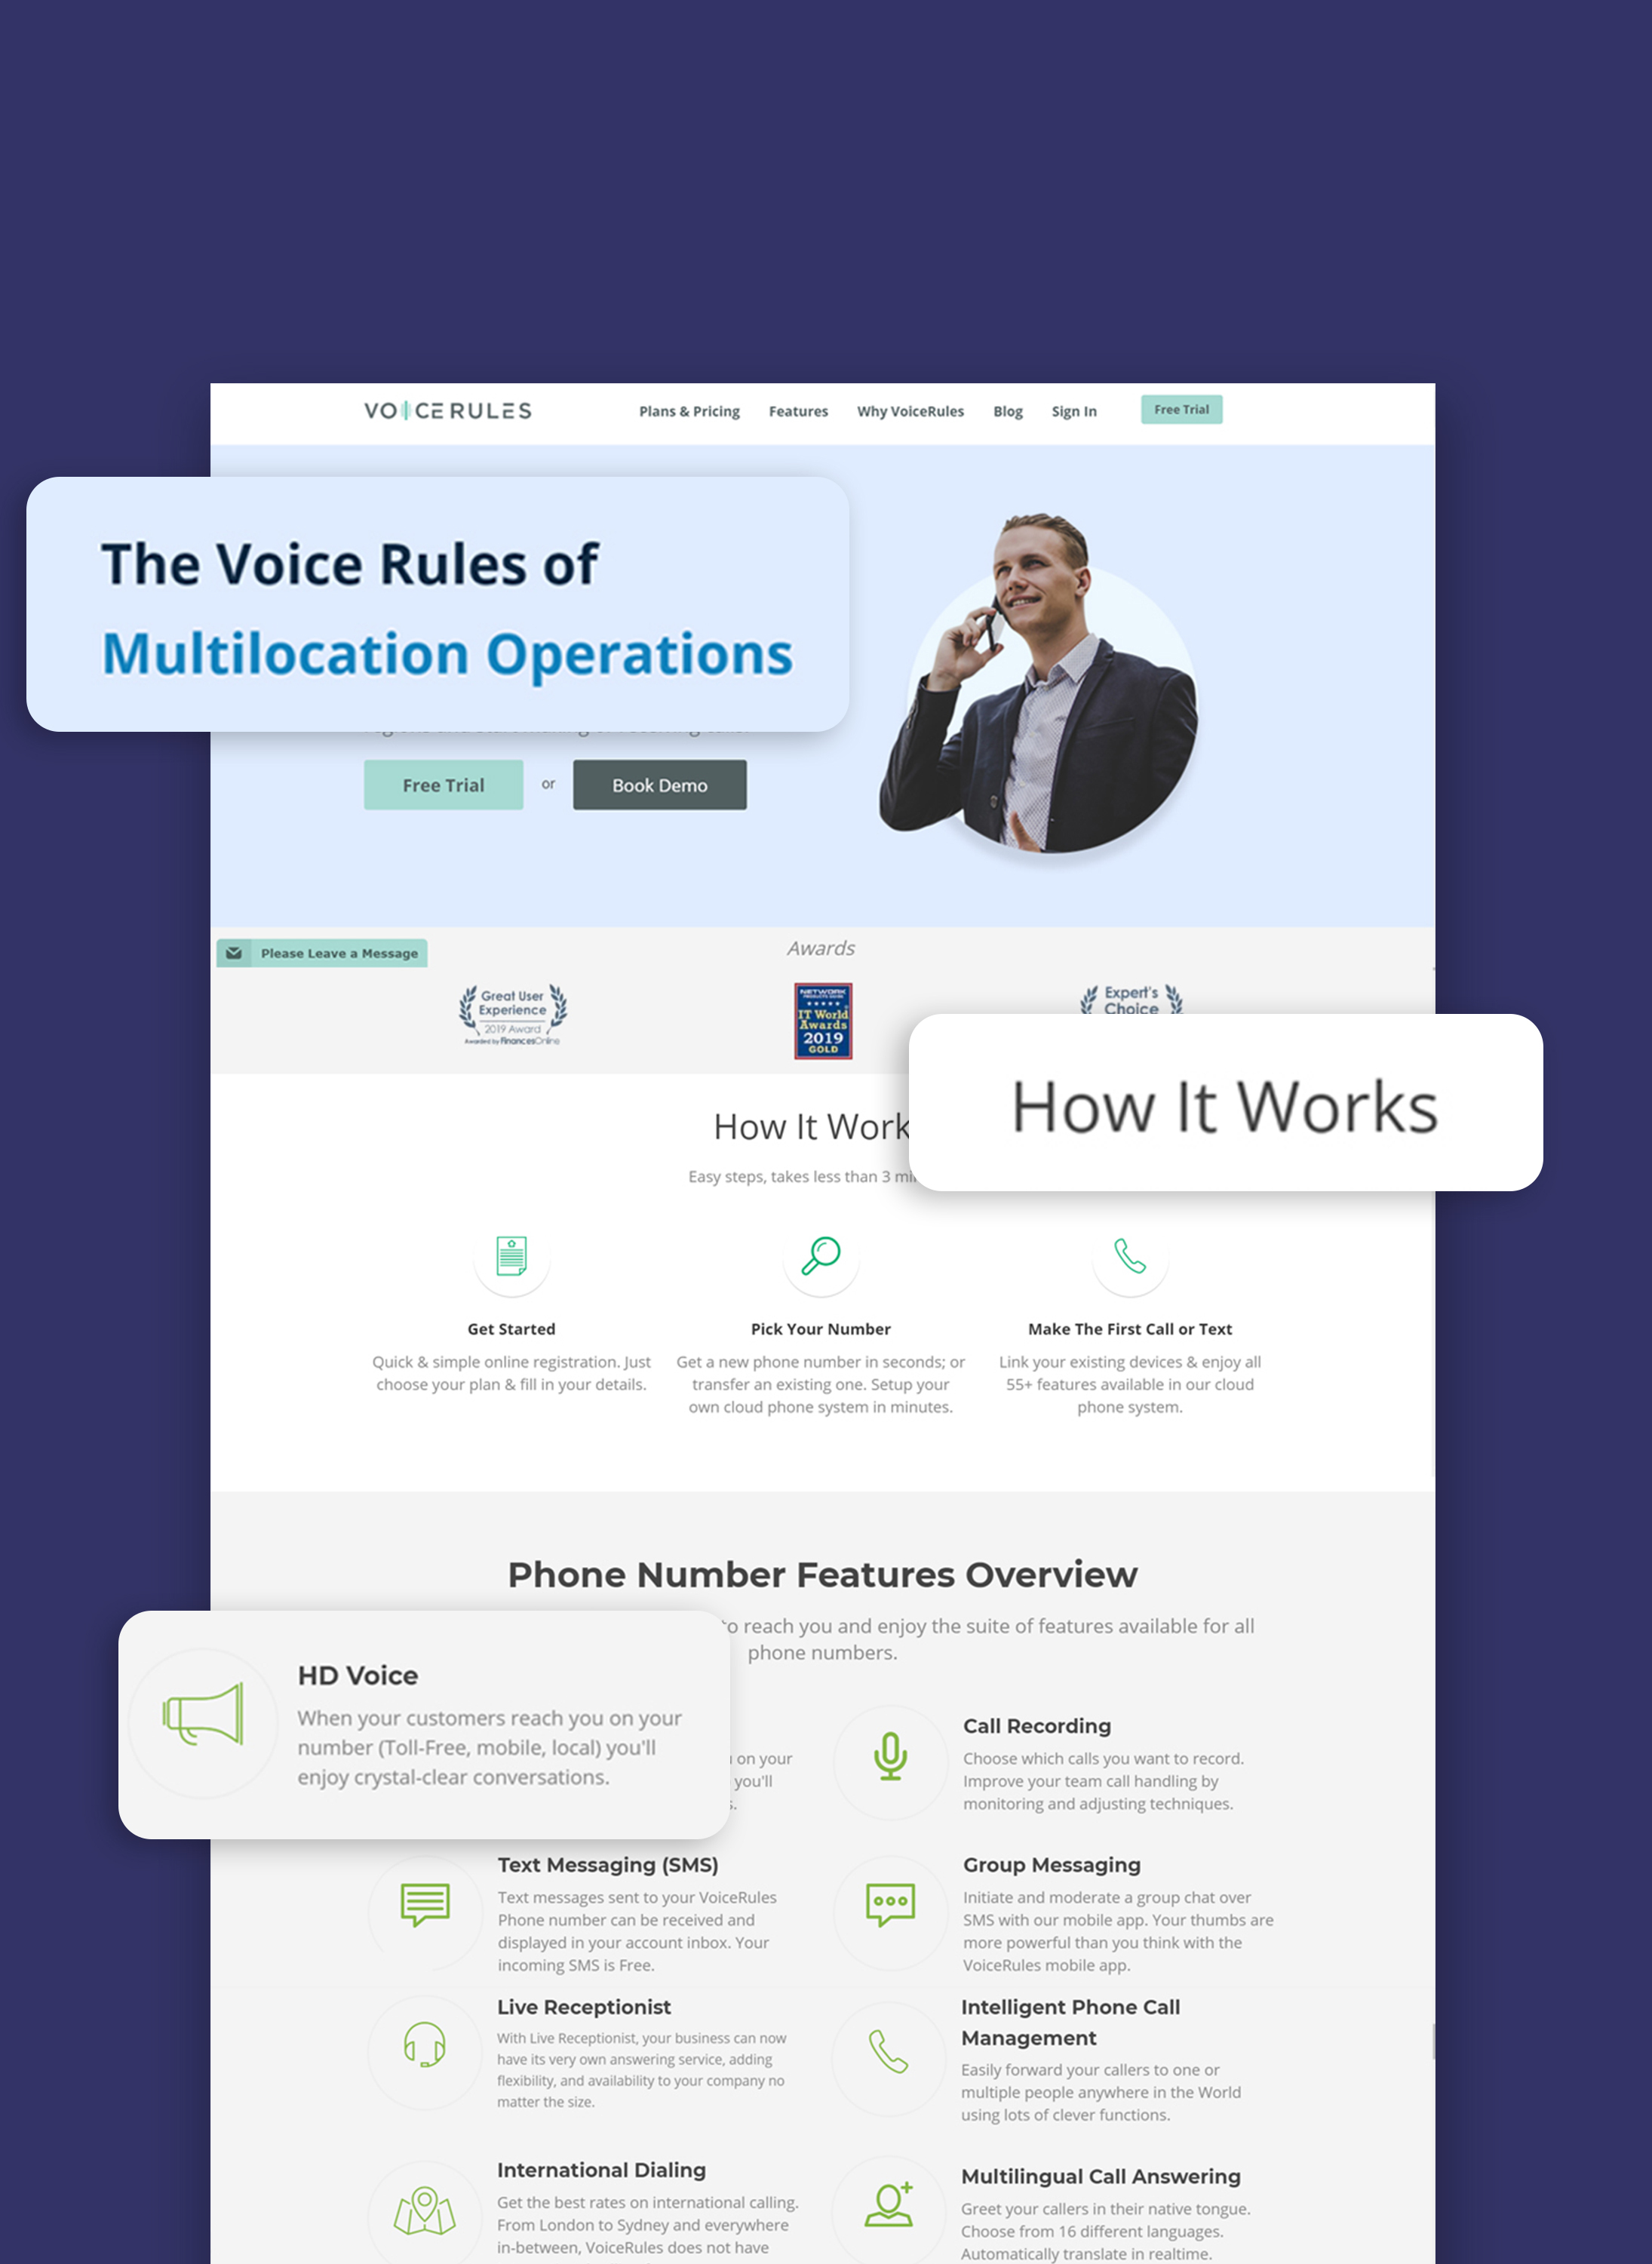 VOICERULES
Plans & Pricing
Features
Why VoiceRules
Blog
Sign In
Free Trial
The Voice Rules of
Multilocation Operations
Free Trial
or
Book Demo
Please Leave a Message
Awards
Great User
Experience
2019 Award
Awarded by FinancesOnline
NETWORK
PRODUCTS GUIDE
IT World
Awards
2019
GOLD
Expert's
Choice
How It Works
How It Work
Easy steps, takes less than 3
Get Started
Quick & simple online registration. Just
choose your plan & fill in your details.
Pick Your Number
Get a new phone number in seconds; or
transfer an existing one. Setup your
own cloud phone system in minutes.
Make The First Call or Text
Link your existing devices & enjoy all
55+ features available in our cloud
phone system.
Phone Number Features Overview
to reach you and enjoy the suite of features available for all
phone numbers.
HD Voice
When your customers reach you on your
number (Toll-Free, mobile, local) you'll
enjoy crystal-clear conversations.
on your
you'll
s.
Call Recording
Choose which calls you want to record.
Improve your team call handling by
monitoring and adjusting techniques.
Text Messaging (SMS)
Text messages sent to your VoiceRules
Phone number can be received and
displayed in your account inbox. Your
incoming SMS is Free.
Group Messaging
Initiate and moderate a group chat over
SMS with our mobile app. Your thumbs are
more powerful than you think with the
VoiceRules mobile app.
Live Receptionist
With Live Receptionist, your business can now
have its very own answering service, adding
flexibility, and availability to your company no
matter the size.
Intelligent Phone Call
Management
Easily forward your callers to one or
multiple people anywhere in the World
using lots of clever functions.
International Dialing
Get the best rates on international calling.
From London to Sydney and everywhere
in-between, VoiceRules does not have
Multilingual Call Answering
Greet your callers in their native tongue.
Choose from 16 different languages.
Automatically translate in realtime.